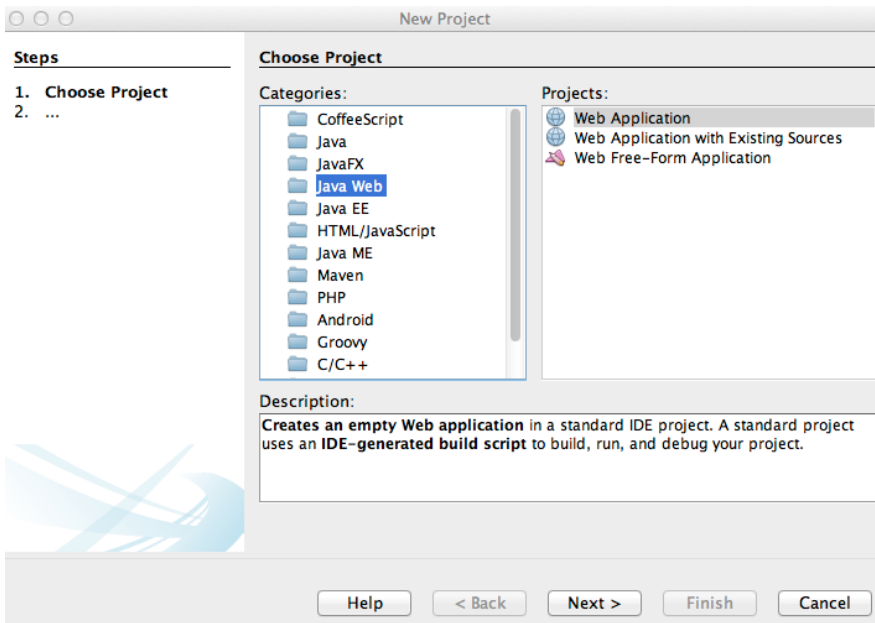 New Project
Steps
1. Choose Project
2. ...
Choose Project
Categories:
CoffeeScript
Java
JavaFX
Java Web
Java EE
HTML/JavaScript
Java ME
Maven
PHP
Android
Groovy
C/C++
Projects:
Web Application
Web Application with Existing Sources
Web Free-Form Application
Description:
Creates an empty Web application in a standard IDE project. A standard project
uses an IDE-generated build script to build, run, and debug your project.
Help
< Back
Next >
Finish
Cancel